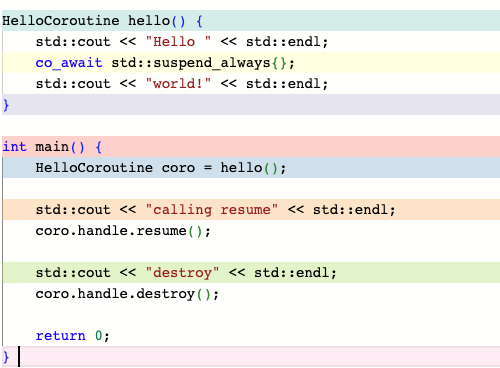 HelloCoroutine hello() {
    std::cout << "Hello " << std::endl;
    co_await std::suspend_always{};
    std::cout << "world!" << std::endl;
}

int main() {
    HelloCoroutine coro = hello();

    std::cout << "calling resume" << std::endl;
    coro.handle.resume();

    std::cout << "destroy" << std::endl;
    coro.handle.destroy();

    return 0;
}